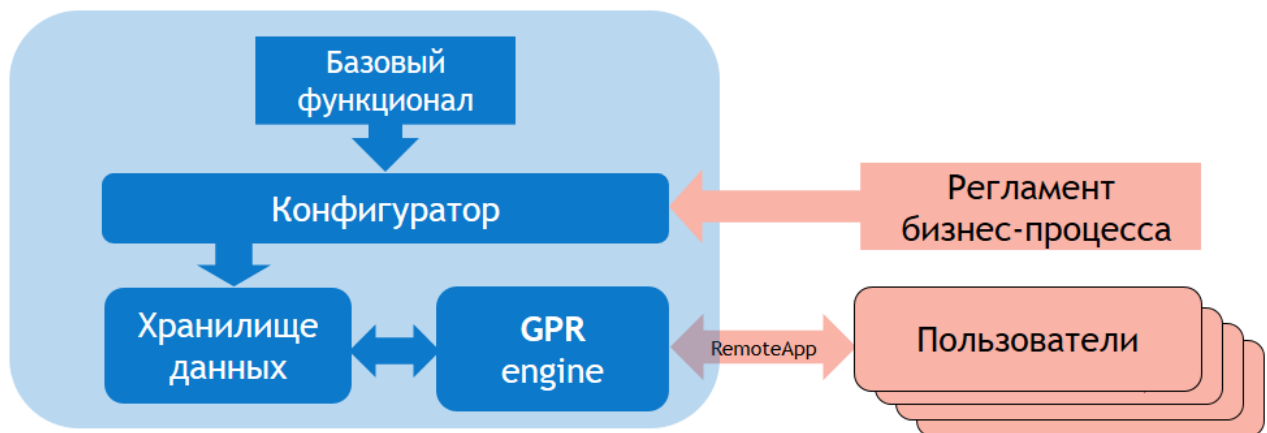 Базовый
функционал
Конфигуратор
Регламент
бизнес-процесса
Хранилище
данных
GPR
engine
RemoteApp
Пользователи